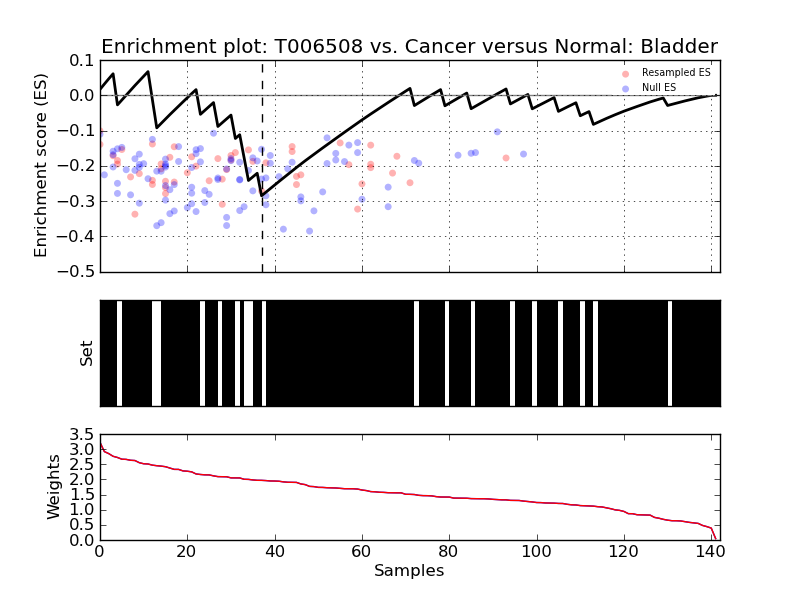 Enrichment plot: T006508 vs. Cancer versus Normal: Bladder
0.1
0.0
−0.1
−0.2
−0.3
−0.4
−0.5
Enrichment score (ES)
Resampled ES
Null ES
Set
3.5
3.0
2.5
2.0
1.5
1.0
0.5
0.0
Weights
0 20 40 60 80 100 120 140
Samples